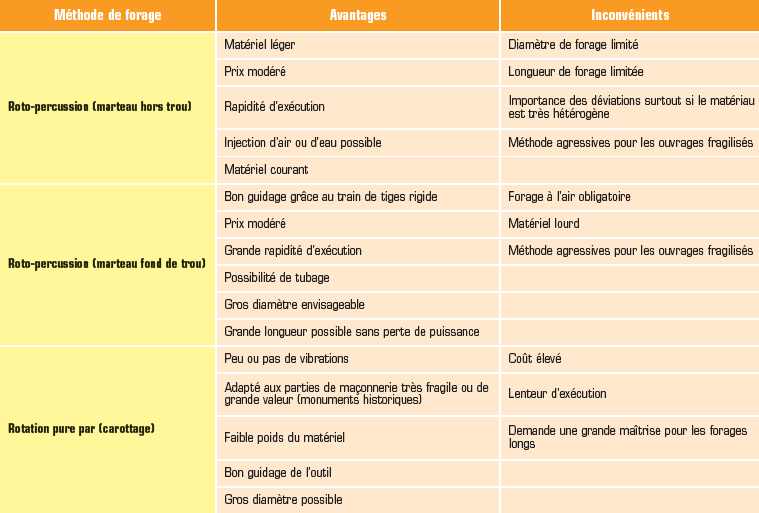 Méthode de forage Avantages Inconvénients
Roto-percussion (marteau hors trou)
Matériel léger Diamètre de forage limité
Prix modéré Longueur de forage limitée
Rapidité d'exécution Importance des déviations surtout si le matériau
est très hétérogène
Injection d'air ou d'eau possible Méthode agressives pour les ouvrages fragilisés
Matériel courant
Roto-percussion (marteau fond de trou)
Bon guidage grâce au train de tiges rigide Forage à l'air obligatoire
Prix modéré Matériel lourd
Grande rapidité d'exécution Méthode agressives pour les ouvrages fragilisés
Possibilité de tubage
Gros diamètre envisageable
Grande longueur possible sans perte de puissance
Rotation pure par (carottage)
Peu ou pas de vibrations Coût élevé
Adapté aux parties de maçonnerie très fragile ou de
grande valeur (monuments historiques) Lenteur d'exécution
Faible poids du matériel Demande une grande maîtrise pour les forages
longs
Bon guidage de l'outil
Gros diamètre possible